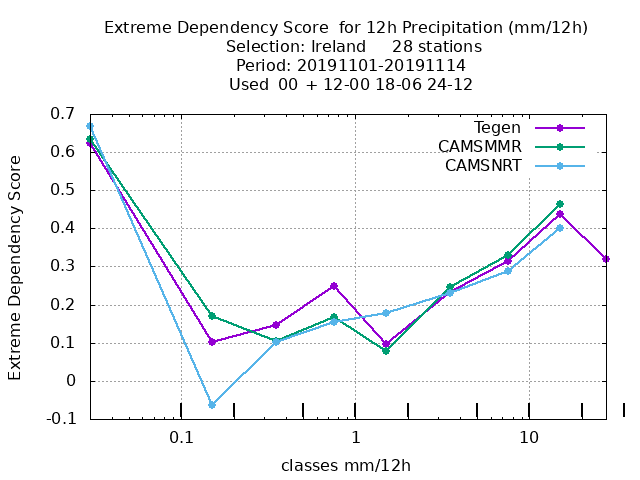 Extreme Dependency Score  for 12h Precipitation (mm/12h)
Selection: Ireland     28 stations
Period: 20191101-20191114
Used  00 + 12-00 18-06 24-12
Tegen
CAMSMMR
CAMSNRT
Extreme Dependency Score
0.7
0.6
0.5
0.4
0.3
0.2
0.1
0
-0.1
0.1
1
10
classes mm/12h